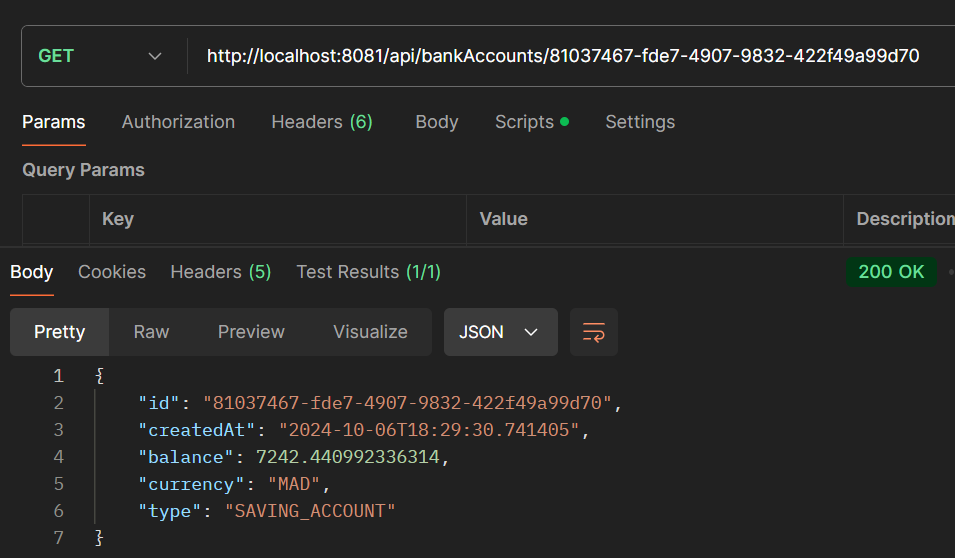 GET http://localhost:8081/api/bankAccounts/81037467-fde7-4907-9832-422f49a99d70
Params Authorization Headers (6) Body Scripts Settings
Query Params
Key Value Description
Body Cookies Headers (5) Test Results (1/1) 200 OK
Pretty Raw Preview Visualize JSON
1 {
2 "id": "81037467-fde7-4907-9832-422f49a99d70",
3 "createdAt": "2024-10-06T18:29:30.741405",
4 "balance": 7242.440992336314,
5 "currency": "MAD",
6 "type": "SAVING_ACCOUNT"
7 }